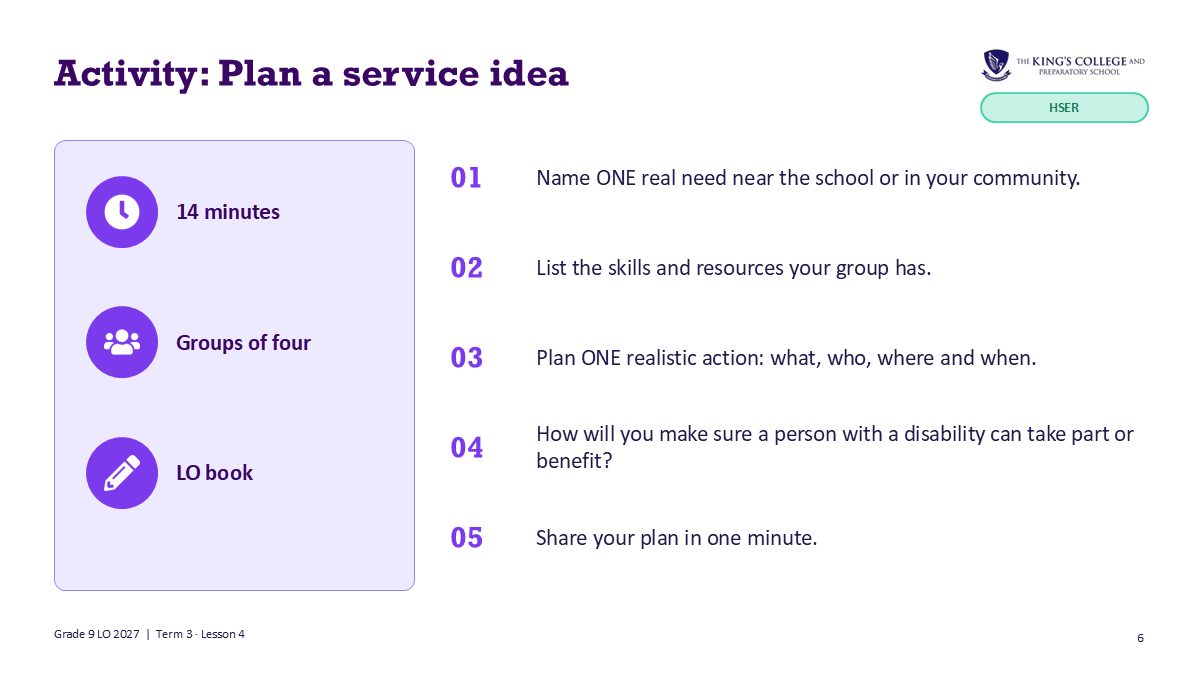 Activity: Plan a service idea
THE KING'S COLLEGE AND
PREPARATORY SCHOOL
HSER
14 minutes
Groups of four
LO book
01
Name ONE real need near the school or in your community.
02
List the skills and resources your group has.
03
Plan ONE realistic action: what, who, where and when.
04
How will you make sure a person with a disability can take part or
benefit?
05
Share your plan in one minute.
Grade 9 LO 2027 | Term 3 · Lesson 4
6